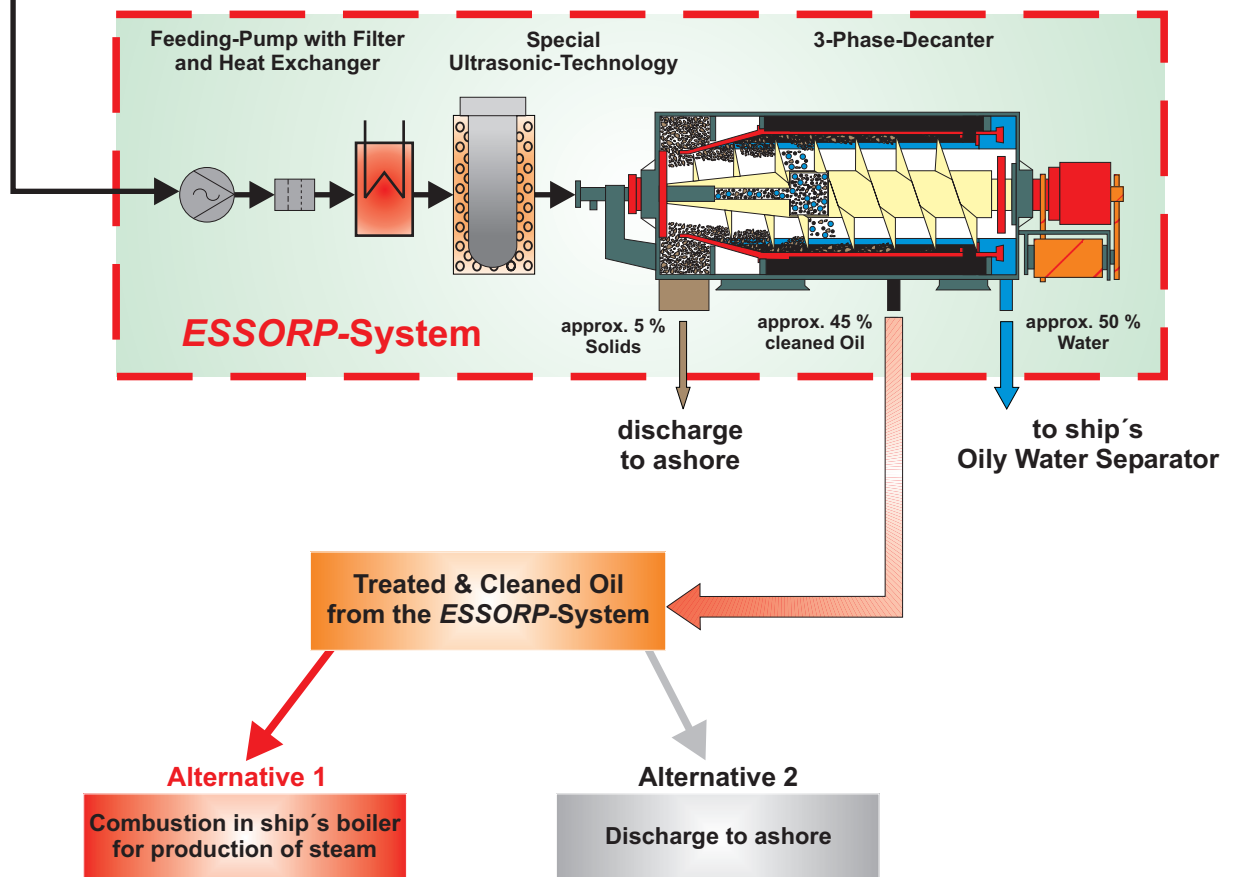 Feeding-Pump with Filter
and Heat Exchanger
Special
Ultrasonic-Technology
3-Phase-Decanter
ESSORP-System
approx. 5 %
Solids
approx. 45 %
cleaned Oil
approx. 50 %
Water
discharge
to ashore
to ship´s
Oily Water Separator
Treated & Cleaned Oil
from the ESSORP-System
Alternative 1
Combustion in ship´s boiler
for production of steam
Alternative 2
Discharge to ashore